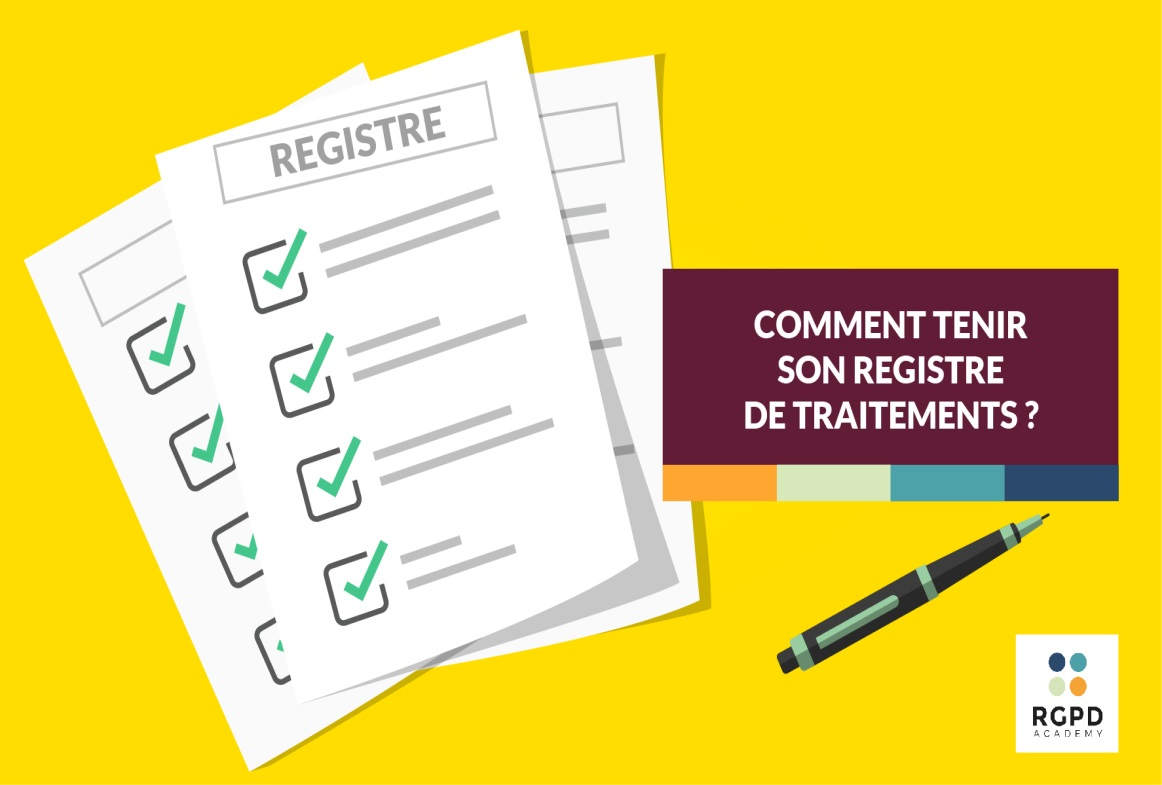 REGISTRE
COMMENT TENIR
SON REGISTRE
DE TRAITEMENTS ?
RGPD
ACADEMY